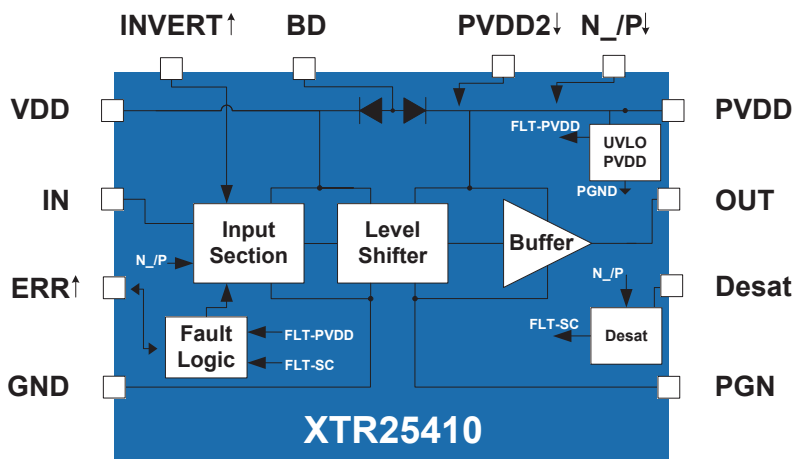 INVERT↑ BD PVDD2↓ N_/P↓
VDD
PVDD
FLT-PVDD
UVLO
PVDD
PGND
IN
OUT
Input
Section
Level
Shifter
Buffer
N_/P
N_/P
ERR↑
Desat
Fault
Logic
FLT-PVDD
FLT-SC
FLT-SC
Desat
GND
PGN
XTR25410